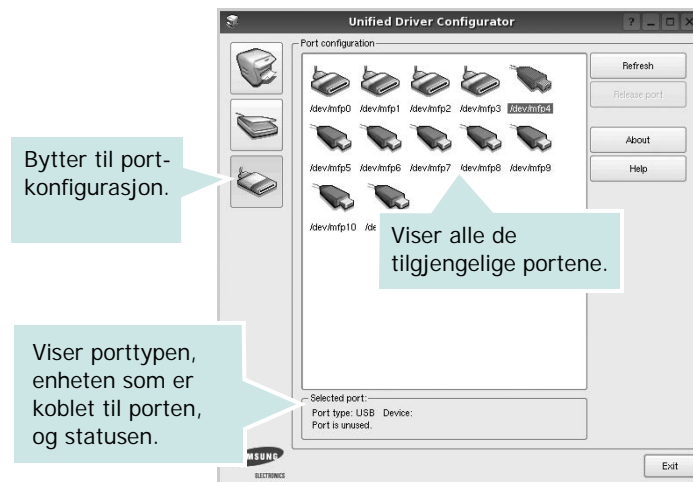 Unified Driver Configurator
Port configuration
/dev/mfp0 /dev/mfp1 /dev/mfp2 /dev/mfp3 /dev/mfp4
/dev/mfp5 /dev/mfp6 /dev/mfp7 /dev/mfp8 /dev/mfp9
/dev/mfp10
Refresh
Release port
About
Help
Bytter til port-
konfigurasjon.
Viser alle de
tilgjengelige portene.
Viser porttypen,
enheten som er
koblet til porten,
og statusen.
Selected port:
Port type: USB Device:
Port is unused.
MSUNG
ELECTRONICS
Exit